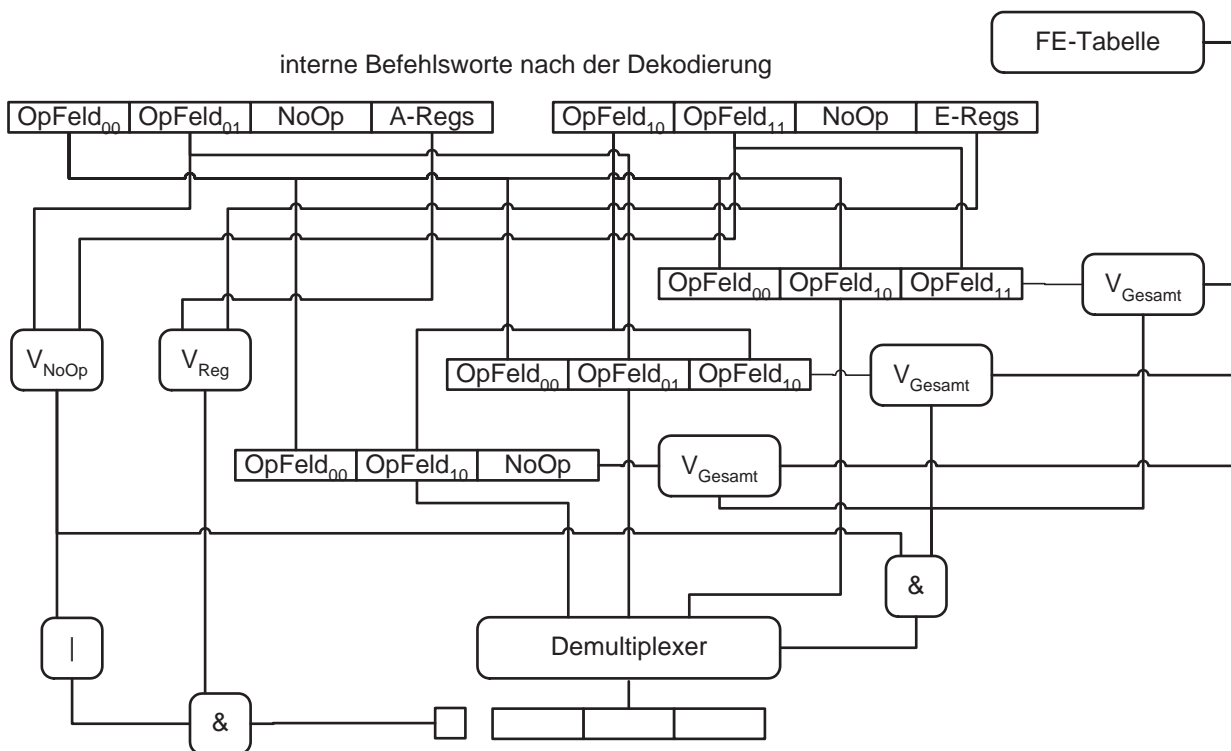 FE-Tabelle
interne Befehlsworte nach der Dekodierung
OpFeld00 OpFeld01 NoOp A-Regs OpFeld10 OpFeld11 NoOp E-Regs
OpFeld00 OpFeld10 OpFeld11 VGesamt
VNoOp VReg
OpFeld00 OpFeld01 OpFeld10 VGesamt
OpFeld00 OpFeld10 NoOp VGesamt
&
| Demultiplexer
&